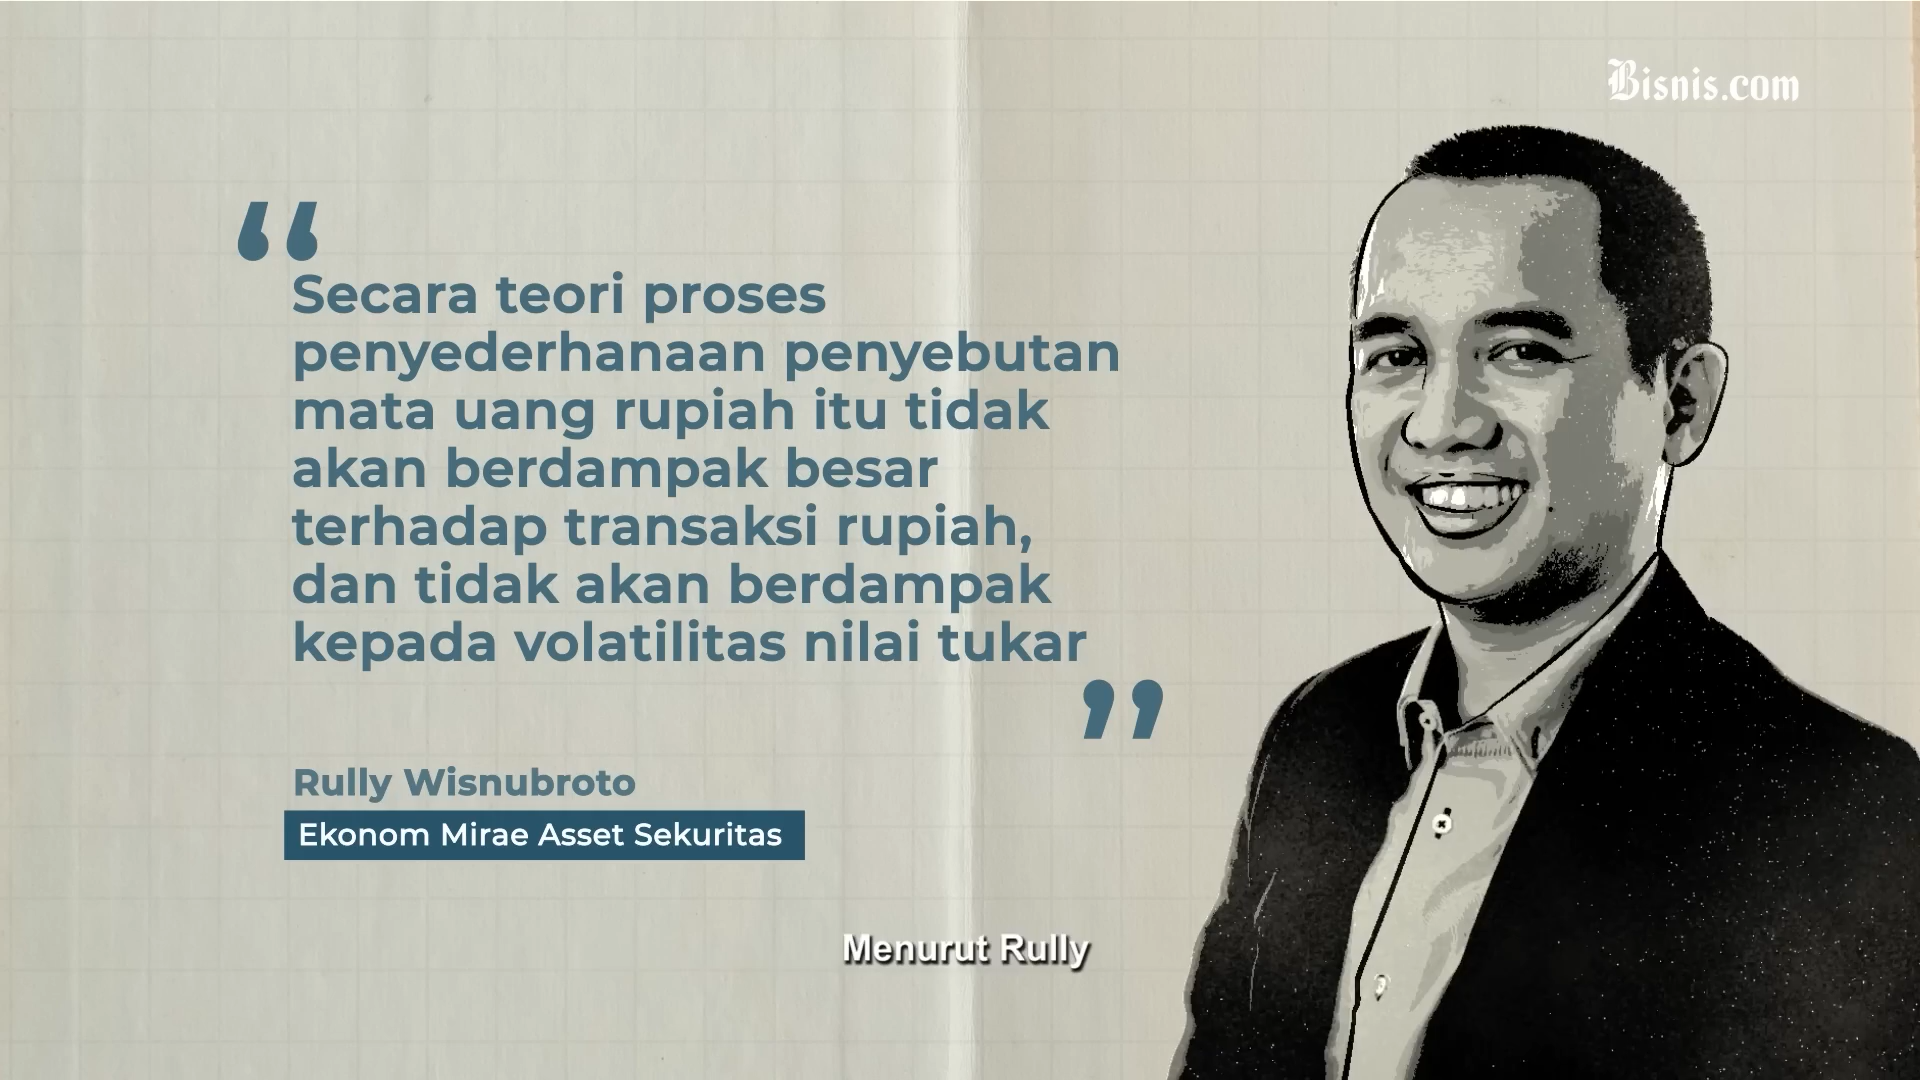 Bisnis.com
“
Secara teori proses
penyederhanaan penyebutan
mata uang rupiah itu tidak
akan berdampak besar
terhadap transaksi rupiah,
dan tidak akan berdampak
kepada volatilitas nilai tukar
”
Rully Wisnubroto
Ekonom Mirae Asset Sekuritas
Menurut Rully